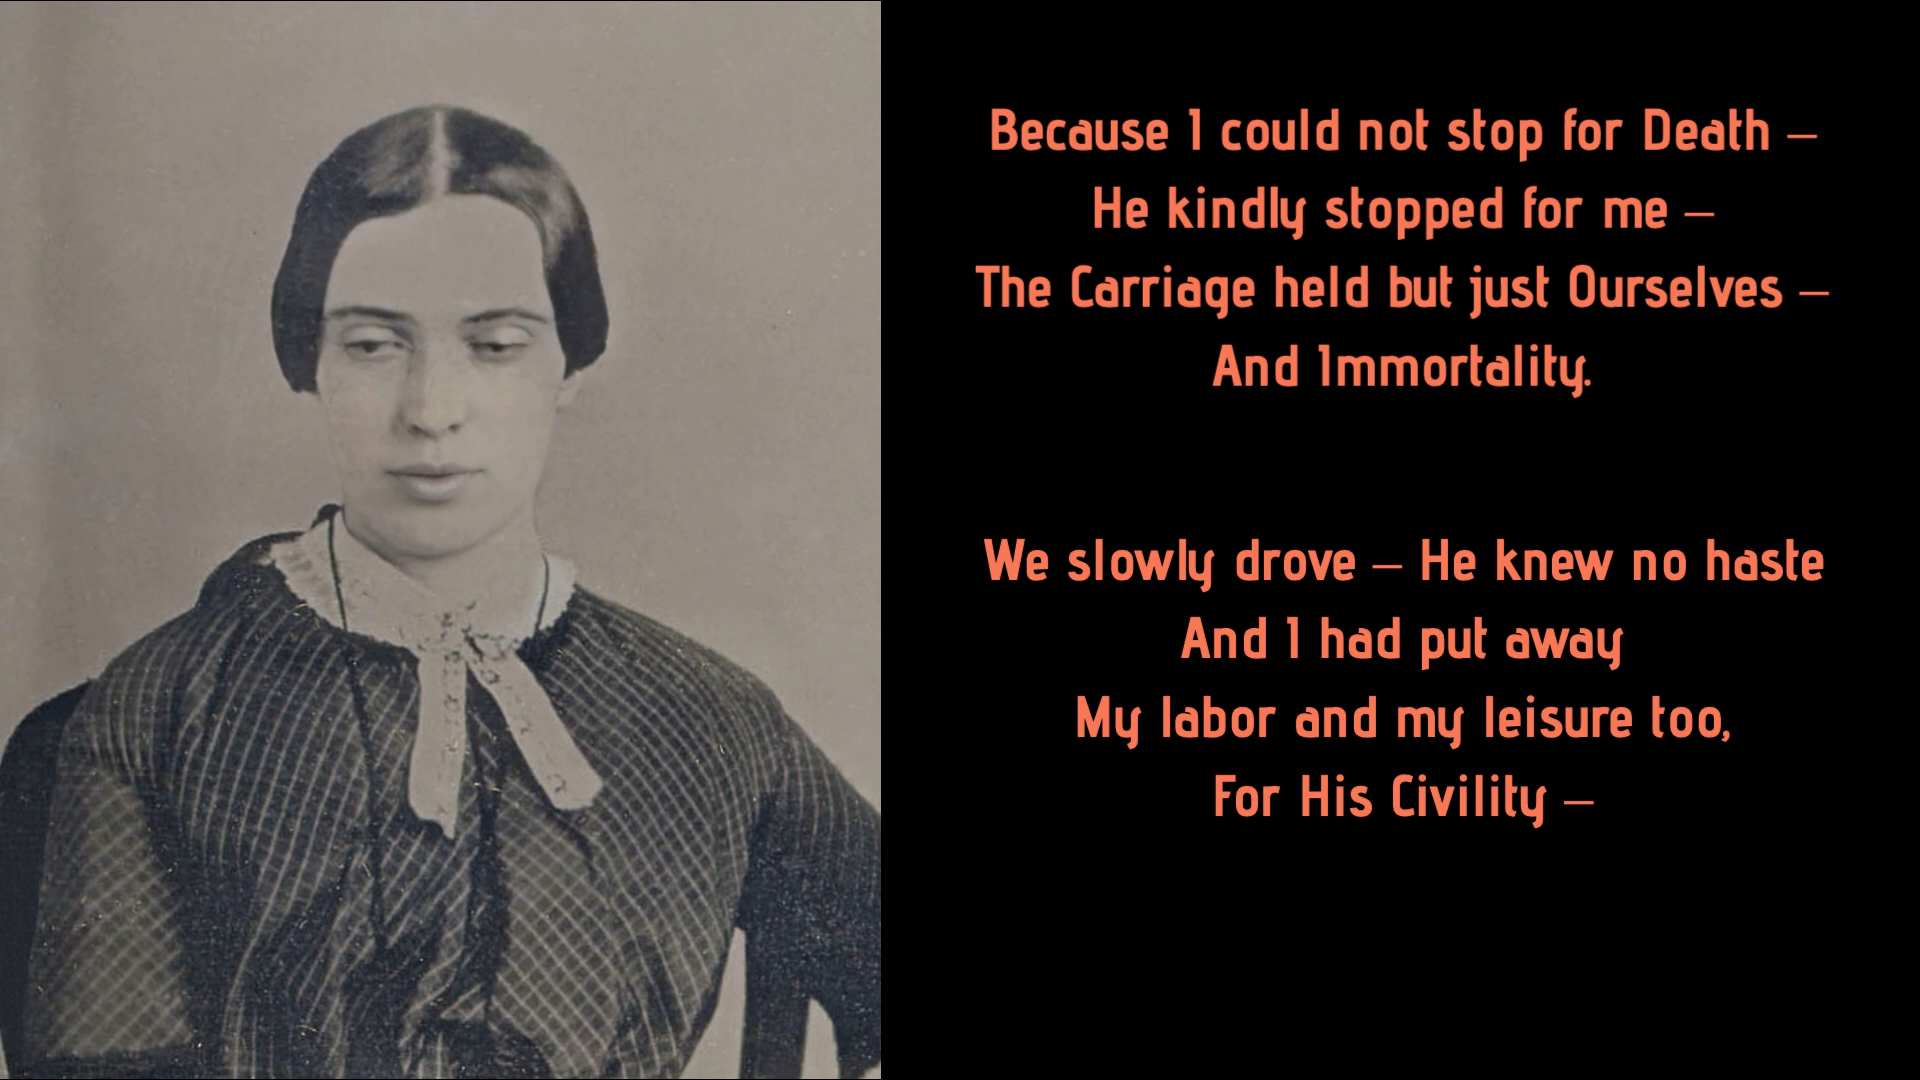 Because I could not stop for Death –
He kindly stopped for me –
The Carriage held but just Ourselves –
And Immortality.
We slowly drove – He knew no haste
And I had put away
My labor and my leisure too,
For His Civility –